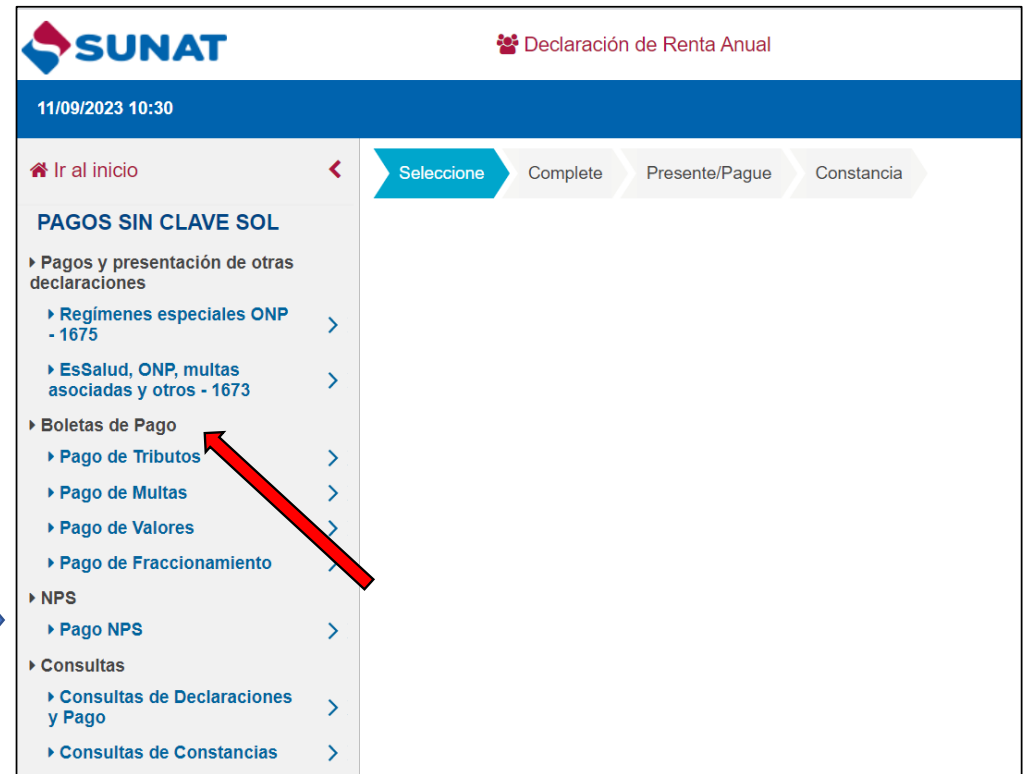 SUNAT
Declaración de Renta Anual
11/09/2023 10:30
Ir al inicio
Seleccione
Complete
Presente/Pague
Constancia
PAGOS SIN CLAVE SOL
Pagos y presentación de otras
declaraciones
Regímenes especiales ONP
- 1675
EsSalud, ONP, multas
asociadas y otros - 1673
Boletas de Pago
Pago de Tributos
Pago de Multas
Pago de Valores
Pago de Fraccionamiento
NPS
Pago NPS
Consultas
Consultas de Declaraciones
y Pago
Consultas de Constancias